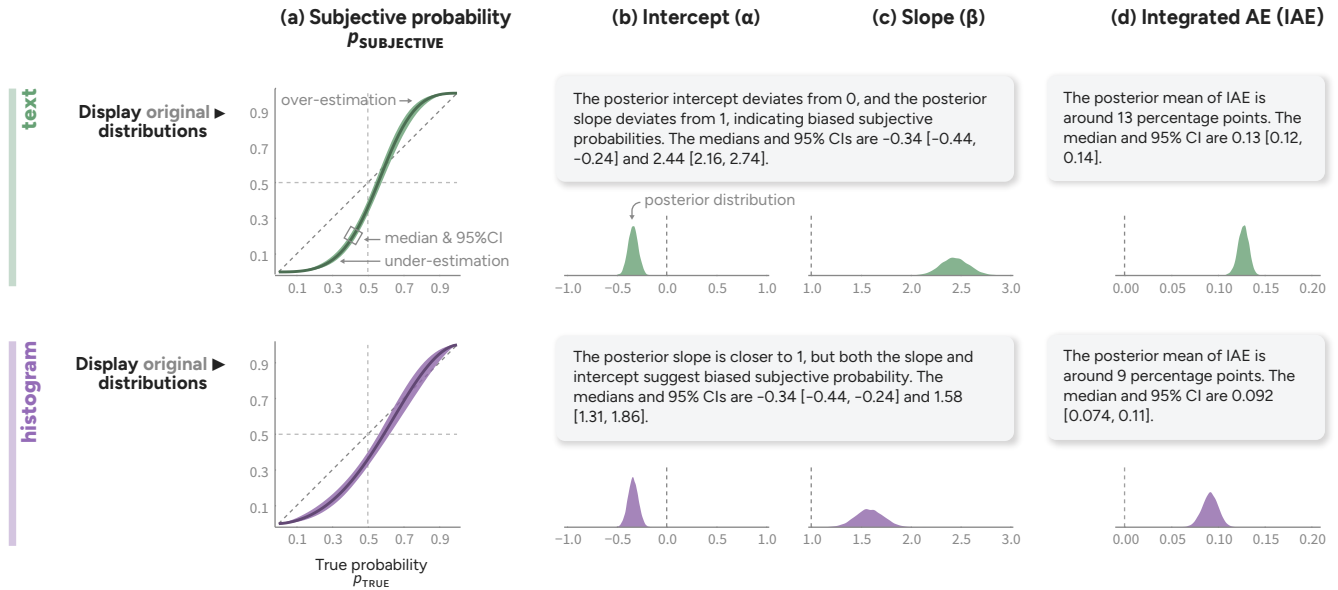 (a) Subjective probability
pSUBJECTIVE
(b) Intercept (α)
(c) Slope (β)
(d) Integrated AE (IAE)
text
Display original ▶
distributions
over-estimation
median & 95%CI
under-estimation
0.9
0.7
0.5
0.3
0.1
0.1 0.3 0.5 0.7 0.9
The posterior intercept deviates from 0, and the posterior
slope deviates from 1, indicating biased subjective
probabilities. The medians and 95% CIs are −0.34 [−0.44,
−0.24] and 2.44 [2.16, 2.74].
posterior distribution
−1.0 −0.5 0.0 0.5 1.0
1.0 1.5 2.0 2.5 3.0
The posterior mean of IAE is
around 13 percentage points. The
median and 95% CI are 0.13 [0.12,
0.14].
0.00 0.05 0.10 0.15 0.20
histogram
Display original ▶
distributions
0.9
0.7
0.5
0.3
0.1
0.1 0.3 0.5 0.7 0.9
True probability
pTRUE
The posterior slope is closer to 1, but both the slope and
intercept suggest biased subjective probability. The
medians and 95% CIs are −0.34 [−0.44, −0.24] and 1.58
[1.31, 1.86].
−1.0 −0.5 0.0 0.5 1.0
1.0 1.5 2.0 2.5 3.0
The posterior mean of IAE is
around 9 percentage points. The
median and 95% CI are 0.092
[0.074, 0.11].
0.00 0.05 0.10 0.15 0.20